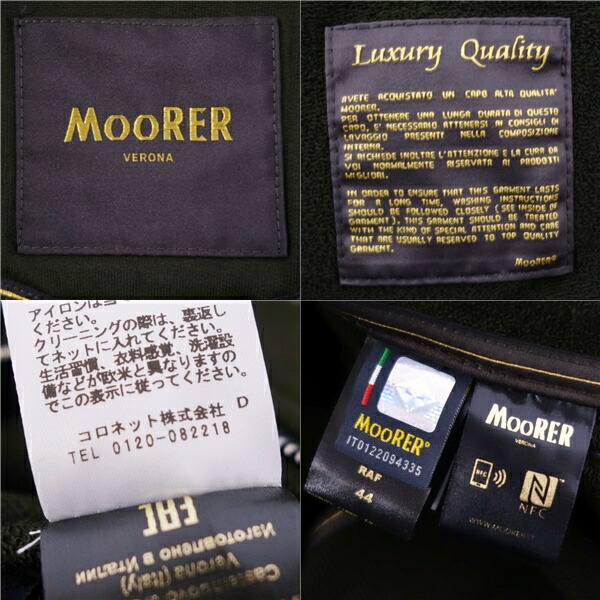 MooRER
VERONA
Luxury Quality
AVETE ACQUISTATO UN CAPO ALTA QUALITA'
MOORER.
PER OTTENERE UNA LUNGA DURATA DI QUESTO
CAPO, E' NECESSARIO ATTENERSI AI CONSIGLI DI
LAVAGGIO PRESENTI NELLA COMPOSIZIONE
INTERNA.
SI RICHIEDE INOLTRE L'ATTENZIONE E LA CURA DA
VOI NORMALMENTE RISERVATA AI PRODOTTI
MIGLIORI.
IN ORDER TO ENSURE THAT THIS GARMENT LASTS
FOR A LONG TIME, WASHING INSTRUCTIONS
SHOULD BE FOLLOWED CLOSELY (SEE INSIDE OF
GARMENT). THIS GARMENT SHOULD BE TREATED
WITH THE KIND OF SPECIAL ATTENTION AND CARE
THAT ARE USUALLY RESERVED TO TOP QUALITY
GARMENT.
MooRER®
ください。
クリーニングの際は、裏返し
てネットに入れてください。
生活習慣、衣料感覚、洗濯設
備などが欧米と異なりますの
でこの表示に従ってください。
D
コロネット株式会社
TEL 0120-082218
EAC
Изготовлено в Италии
Verona (Italy)
MooRER®
IT0122094335
RAF
44
MooRER
VERONA
NFC
NFC